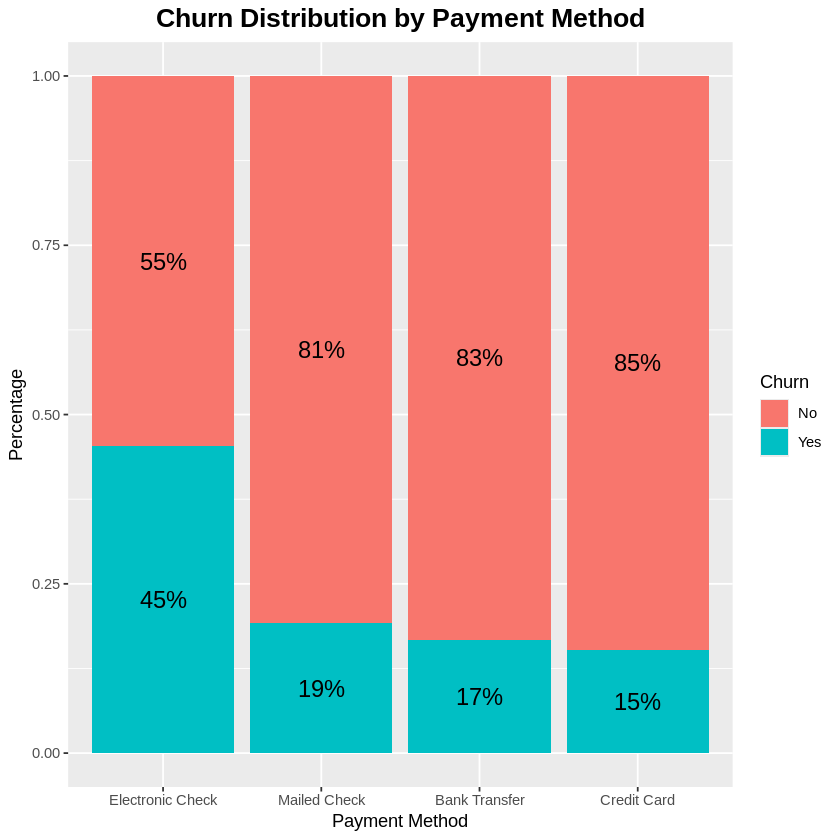 Churn Distribution by Payment Method
Percentage
1.00
0.75
0.50
0.25
0.00
55%
81%
83%
85%
45%
19%
17%
15%
Electronic Check
Mailed Check
Bank Transfer
Credit Card
Payment Method
Churn
No
Yes